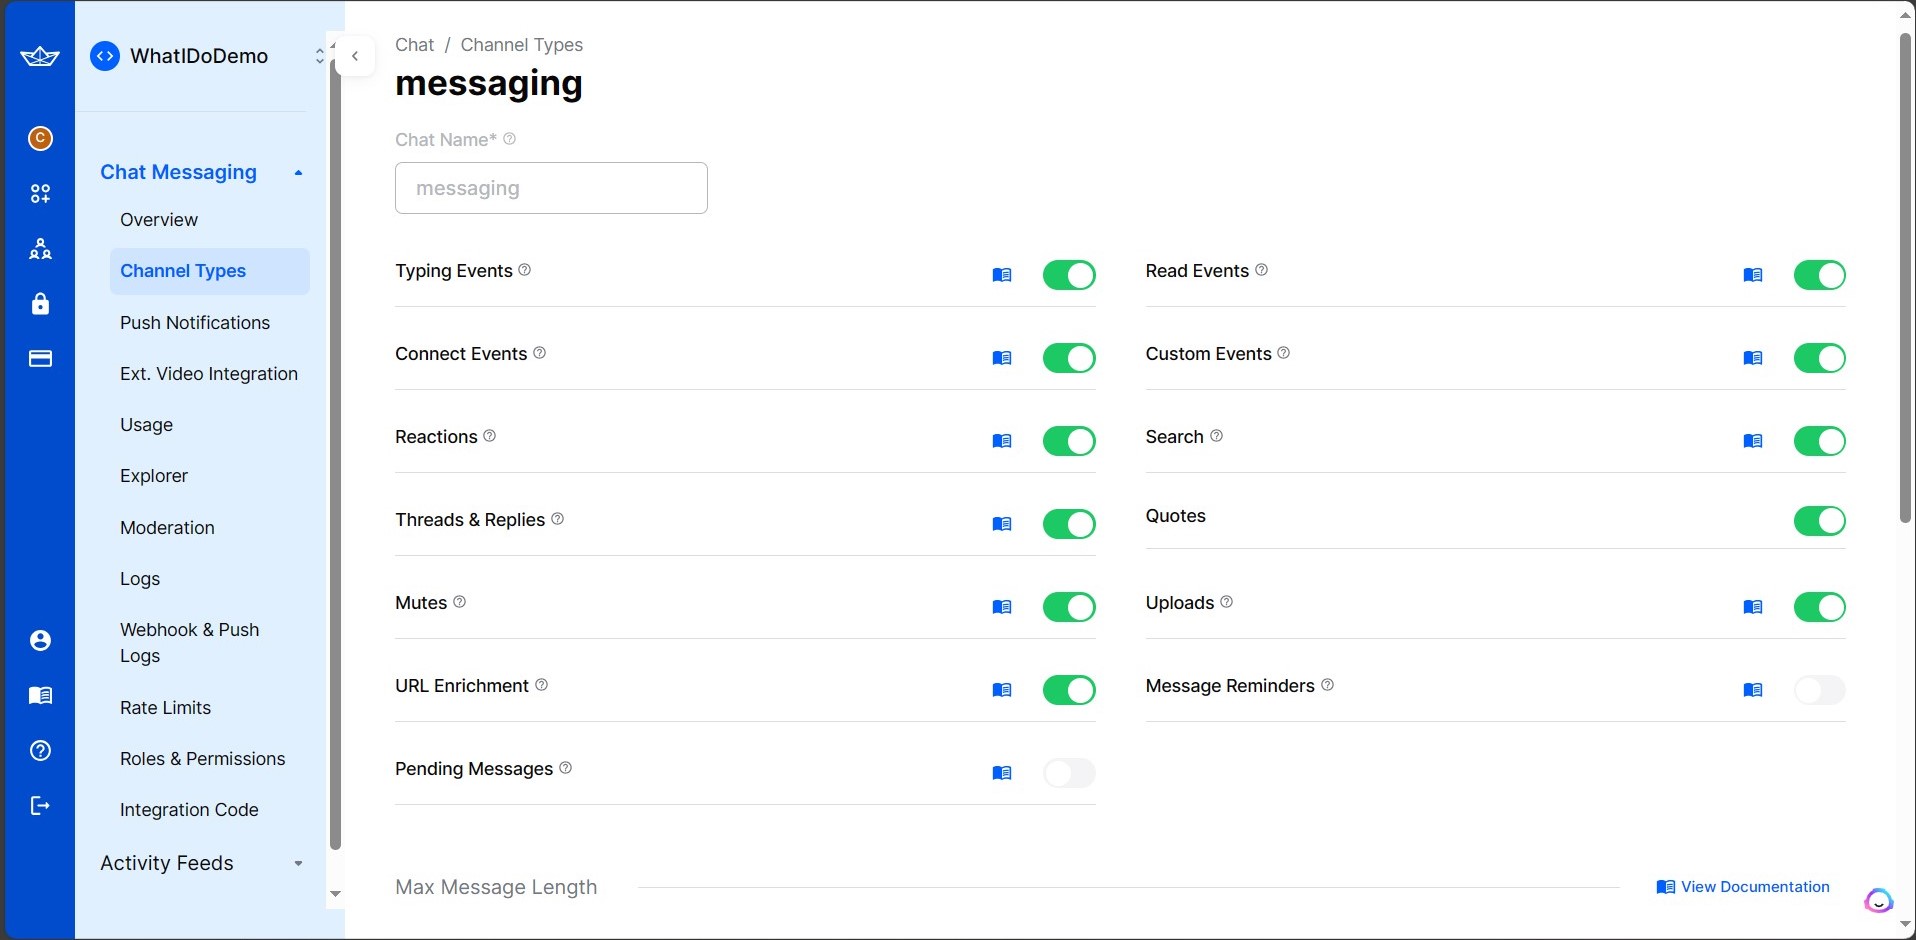 WhatIDoDemo
C
Chat Messaging
Overview
Channel Types
Push Notifications
Ext. Video Integration
Usage
Explorer
Moderation
Logs
Webhook & Push
Logs
Rate Limits
Roles & Permissions
Integration Code
Activity Feeds
Chat / Channel Types
messaging
Chat Name*
messaging
Typing Events
Read Events
Connect Events
Custom Events
Reactions
Search
Threads & Replies
Quotes
Mutes
Uploads
URL Enrichment
Message Reminders
Pending Messages
Max Message Length
View Documentation